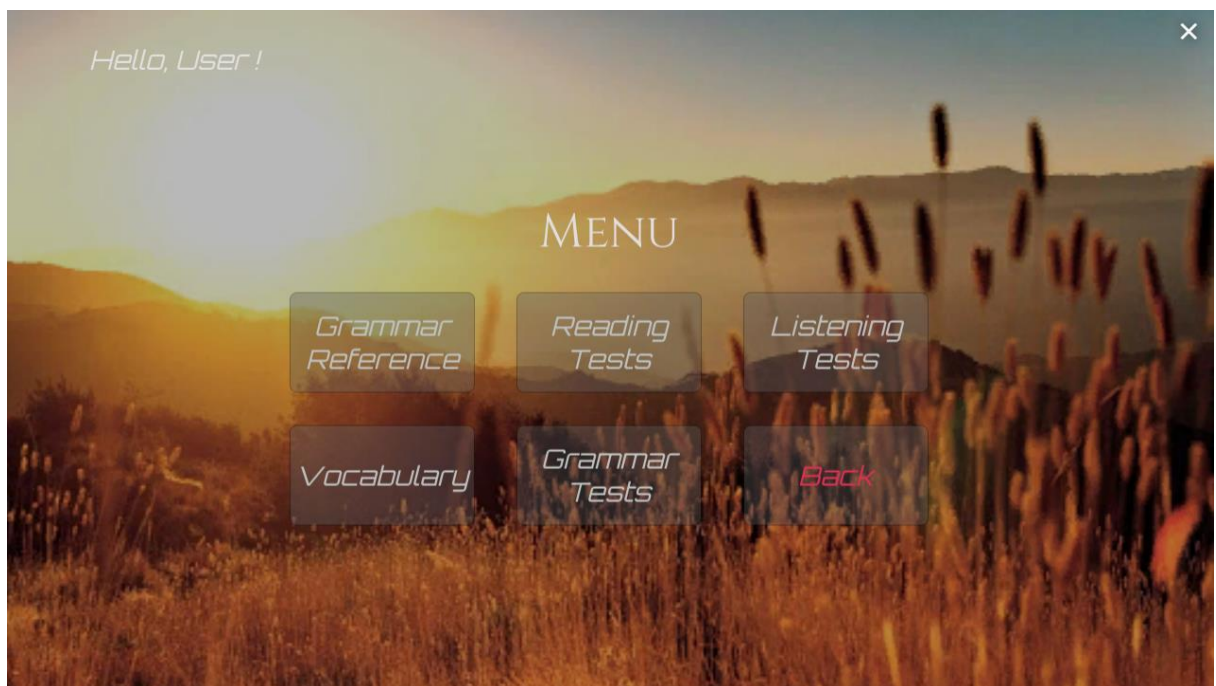 Hello, User !
MENU
Grammar
Reference
Reading
Tests
Listening
Tests
Vocabulary
Grammar
Tests
Back